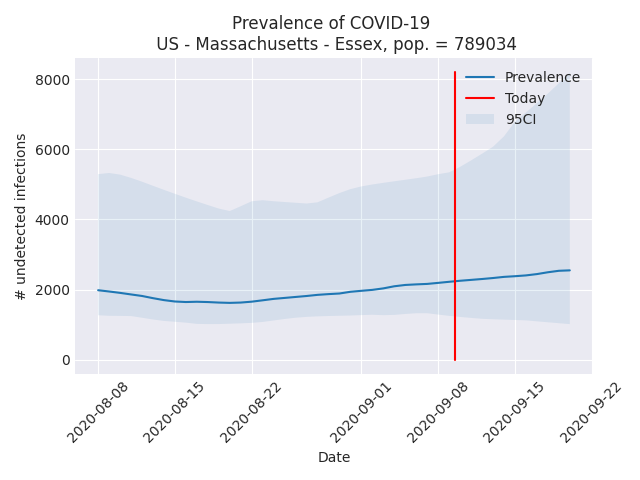 Prevalence of COVID-19
US - Massachusetts - Essex, pop. = 789034
# undetected infections
8000
6000
4000
2000
0
Prevalence
Today
95CI
2020-08-08
2020-08-15
2020-08-22
2020-09-01
2020-09-08
2020-09-15
2020-09-22
Date